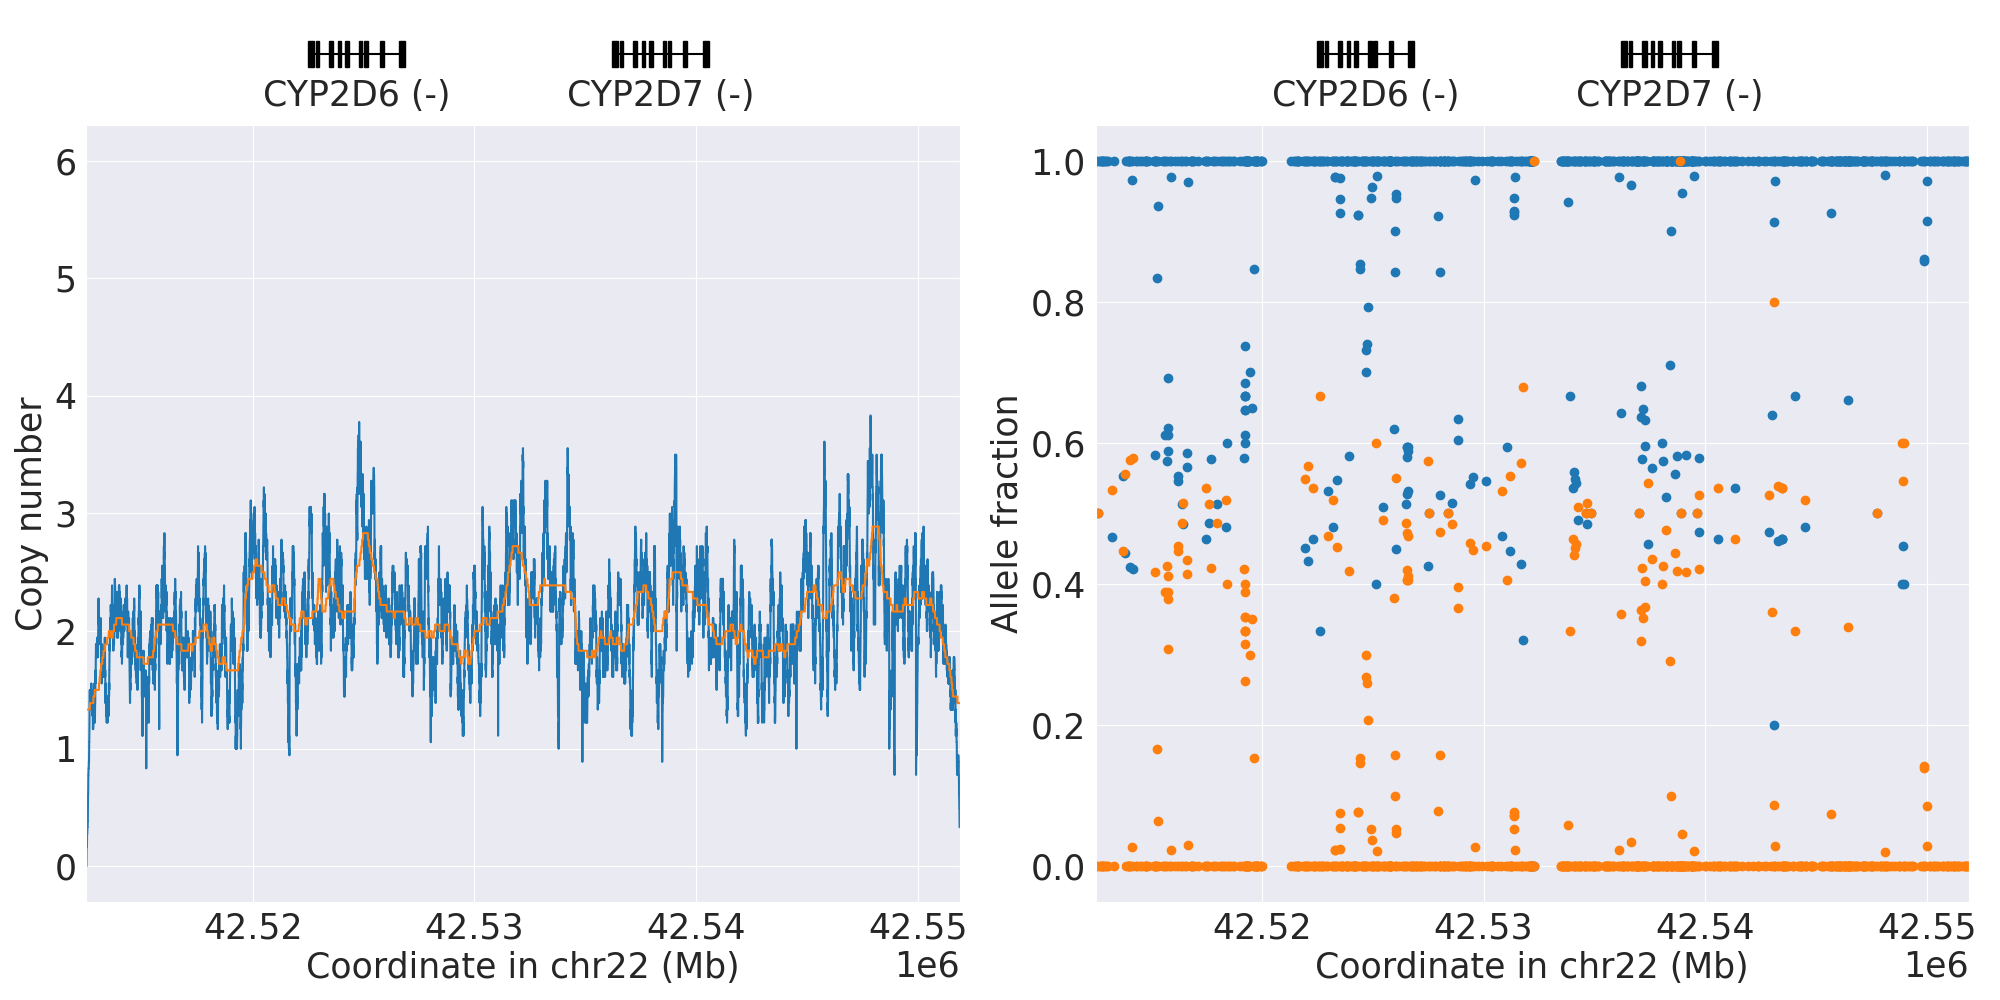 CYP2D6 (-) CYP2D7 (-)
6
5
4
3
2
1
0
Copy number
42.52 42.53 42.54 42.55
Coordinate in chr22 (Mb)
1e6
CYP2D6 (-) CYP2D7 (-)
1.0
0.8
0.6
0.4
0.2
0.0
Allele fraction
42.52 42.53 42.54 42.55
Coordinate in chr22 (Mb)
1e6